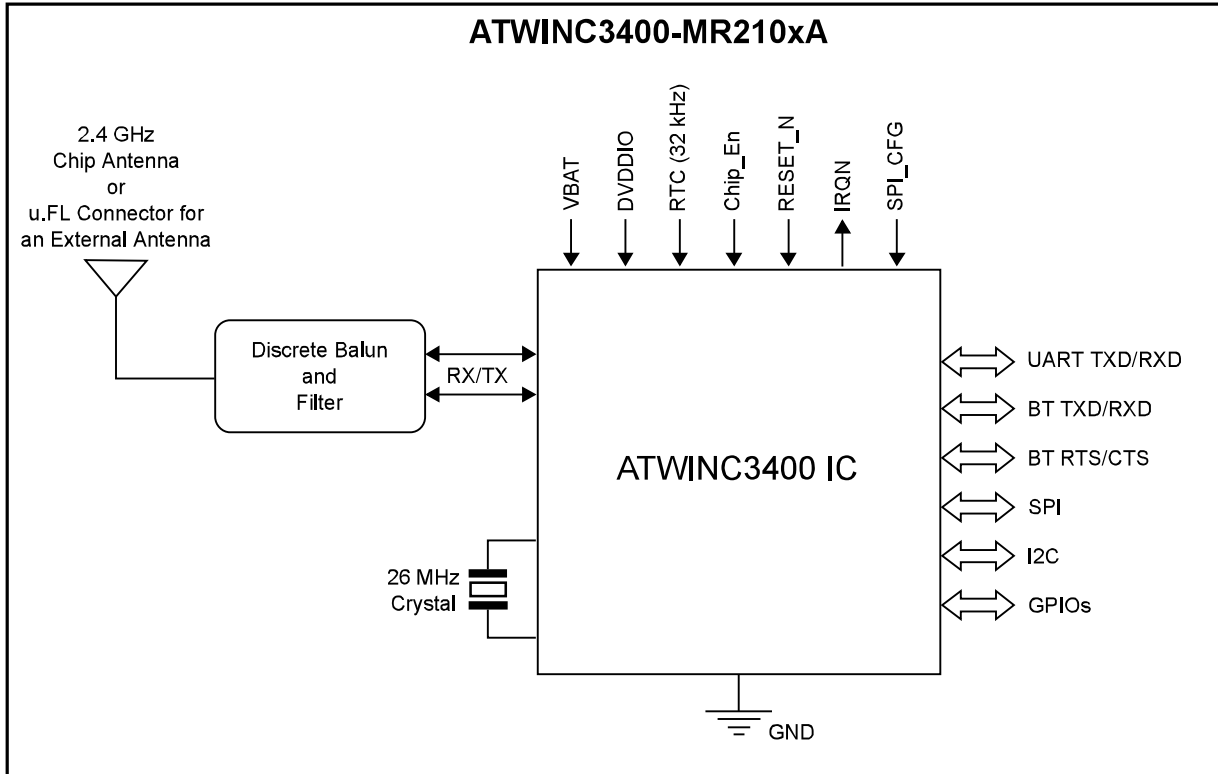 ATWINC3400-MR210xA
2.4 GHz
Chip Antenna
or
u.FL Connector for
an External Antenna
VBAT
DVDDIO
RTC (32 kHz)
Chip_En
RESET_N
IRQN
SPI_CFG
Discrete Balun
and
Filter
RX/TX
ATWINC3400 IC
UART TXD/RXD
BT TXD/RXD
BT RTS/CTS
SPI
I2C
GPIOs
26 MHz
Crystal
GND